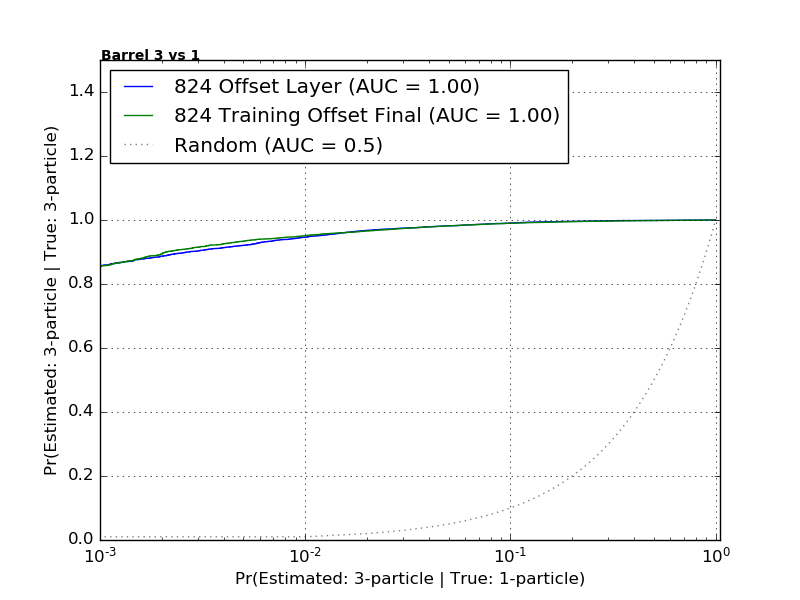 Barrel 3 vs 1
824 Offset Layer (AUC = 1.00)
824 Training Offset Final (AUC = 1.00)
Random (AUC = 0.5)
Pr(Estimated: 3-particle | True: 3-particle)
1.4
1.2
1.0
0.8
0.6
0.4
0.2
0.0
10⁻³ 10⁻² 10⁻¹ 10⁰
Pr(Estimated: 3-particle | True: 1-particle)